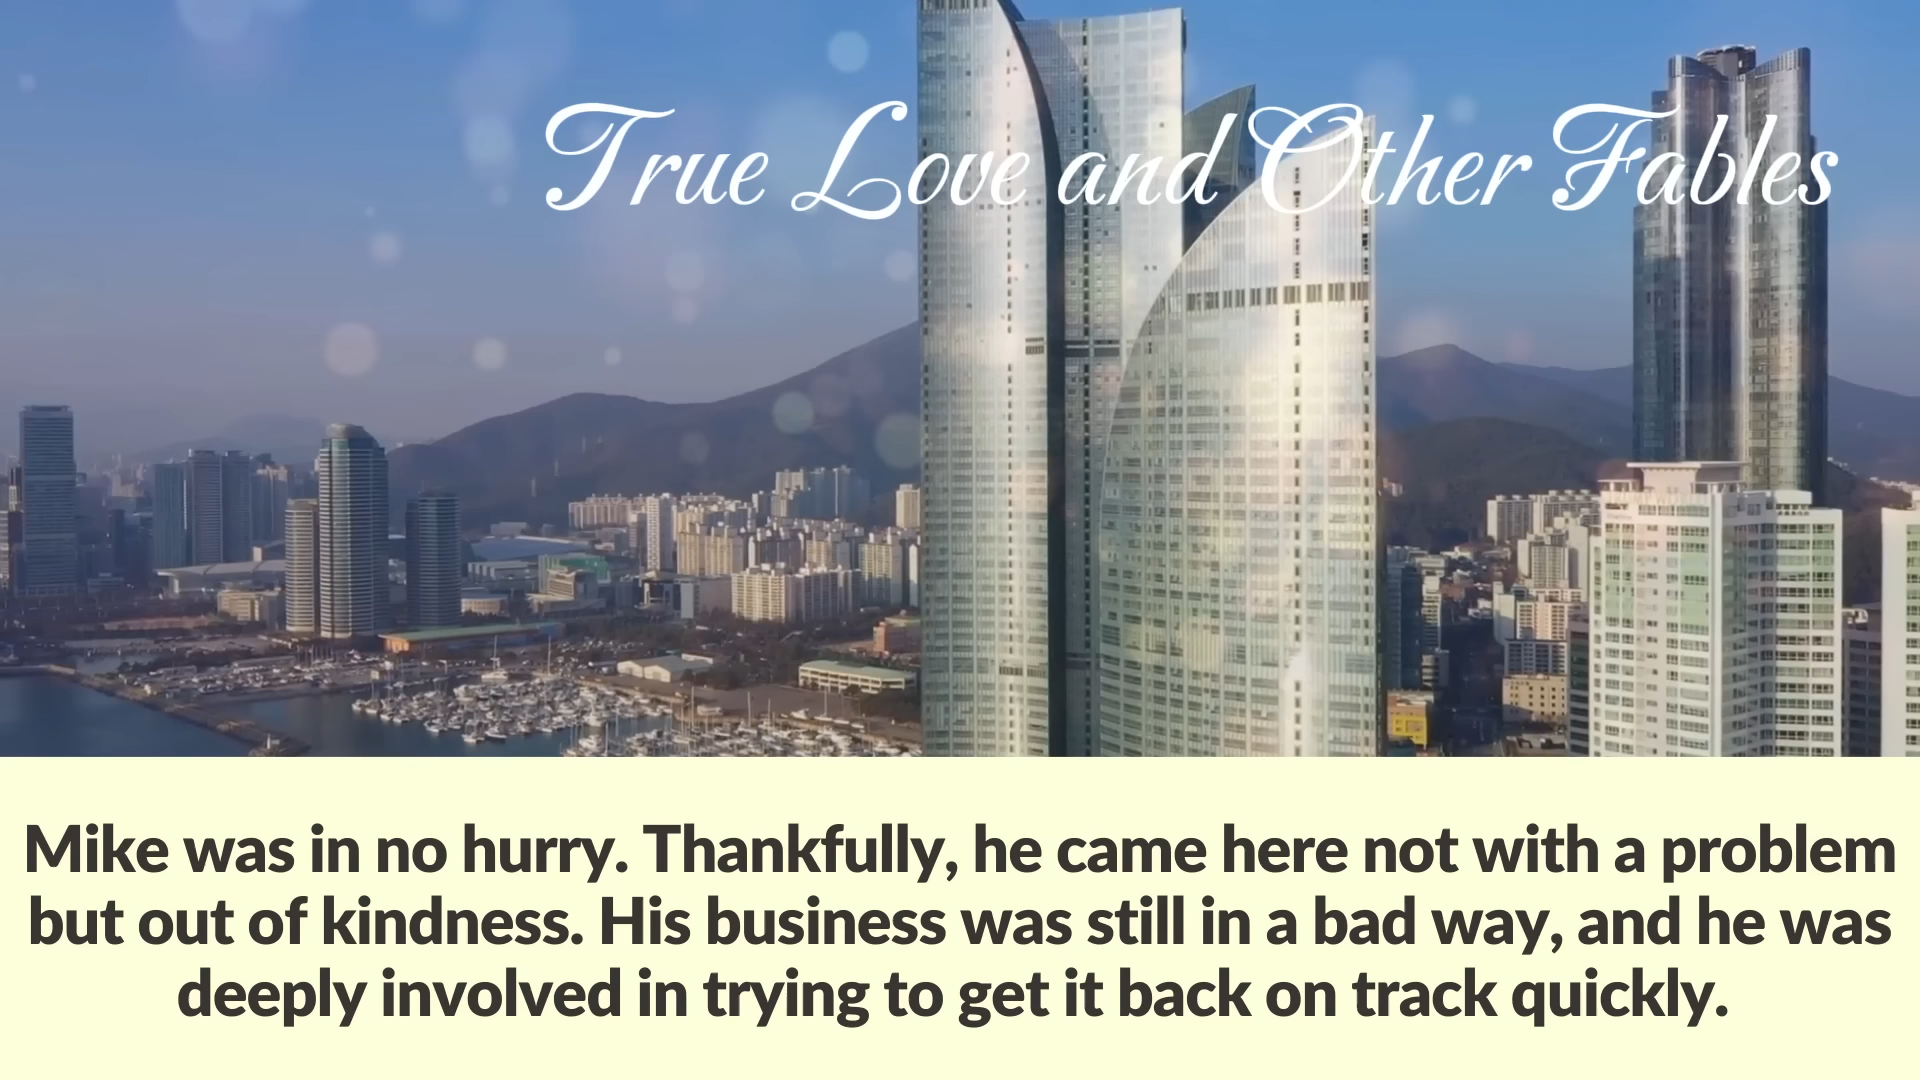 True Love and Other Fables
Mike was in no hurry. Thankfully, he came here not with a problem
but out of kindness. His business was still in a bad way, and he was
deeply involved in trying to get it back on track quickly.